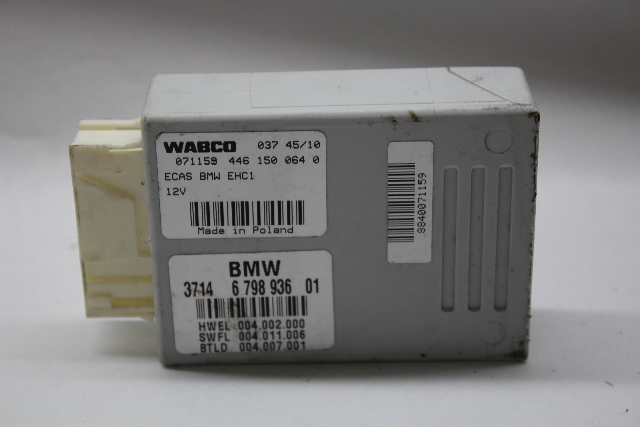 WABCO 037 45/10
071159 446 150 064 0
ECAS BMW EHC1
12V
Made in Poland
BMW
3714 6 798 936 01
HWEL 004.002.000
SWFL 004.011.006
BTLD 004.007.001
8840071159